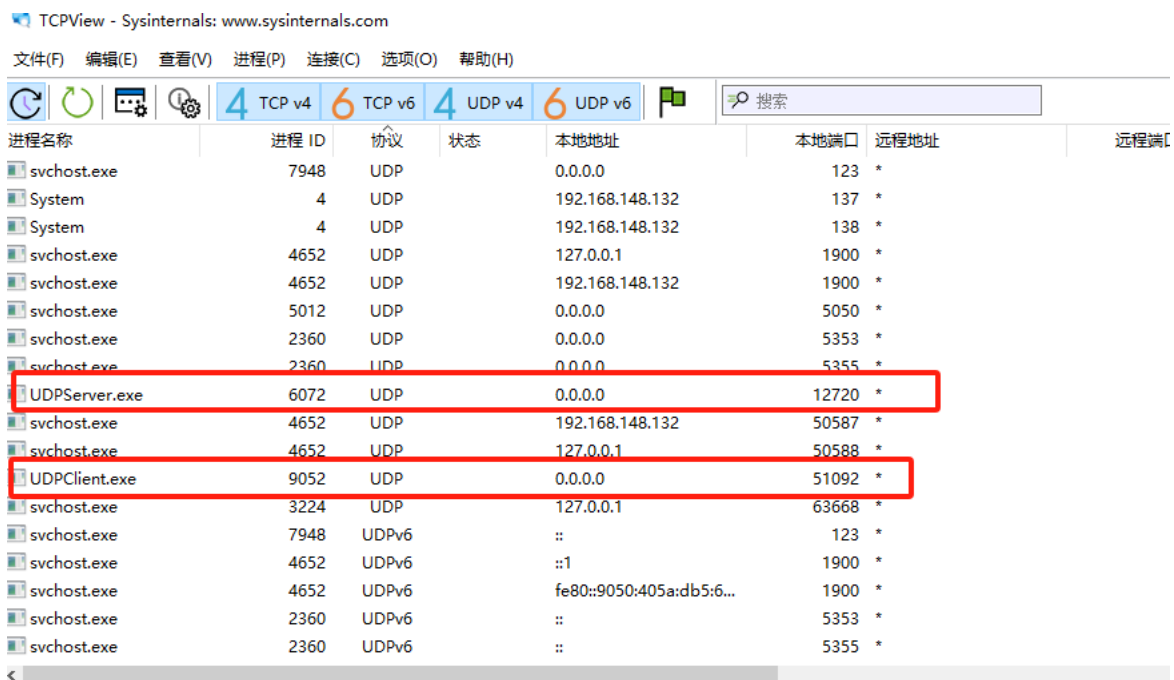 TCPView - Sysinternals: www.sysinternals.com
文件(F) 编辑(E) 查看(V) 进程(P) 连接(C) 选项(O) 帮助(H)
4 TCP v4 6 TCP v6 4 UDP v4 6 UDP v6 搜索
进程名称 进程 ID 协议 状态 本地地址 本地端口 远程地址 远程端口
svchost.exe 7948 UDP 0.0.0.0 123 *
System 4 UDP 192.168.148.132 137 *
System 4 UDP 192.168.148.132 138 *
svchost.exe 4652 UDP 127.0.0.1 1900 *
svchost.exe 4652 UDP 192.168.148.132 1900 *
svchost.exe 5012 UDP 0.0.0.0 5050 *
svchost.exe 2360 UDP 0.0.0.0 5353 *
svchost.exe 2360 UDP 0.0.0.0 5355 *
UDPServer.exe 6072 UDP 0.0.0.0 12720 *
svchost.exe 4652 UDP 192.168.148.132 50587 *
svchost.exe 4652 UDP 127.0.0.1 50588 *
UDPClient.exe 9052 UDP 0.0.0.0 51092 *
svchost.exe 3224 UDP 127.0.0.1 63668 *
svchost.exe 7948 UDPv6 :: 123 *
svchost.exe 4652 UDPv6 ::1 1900 *
svchost.exe 4652 UDPv6 fe80::9050:405a:db5:6... 1900 *
svchost.exe 2360 UDPv6 :: 5353 *
svchost.exe 2360 UDPv6 :: 5355 *